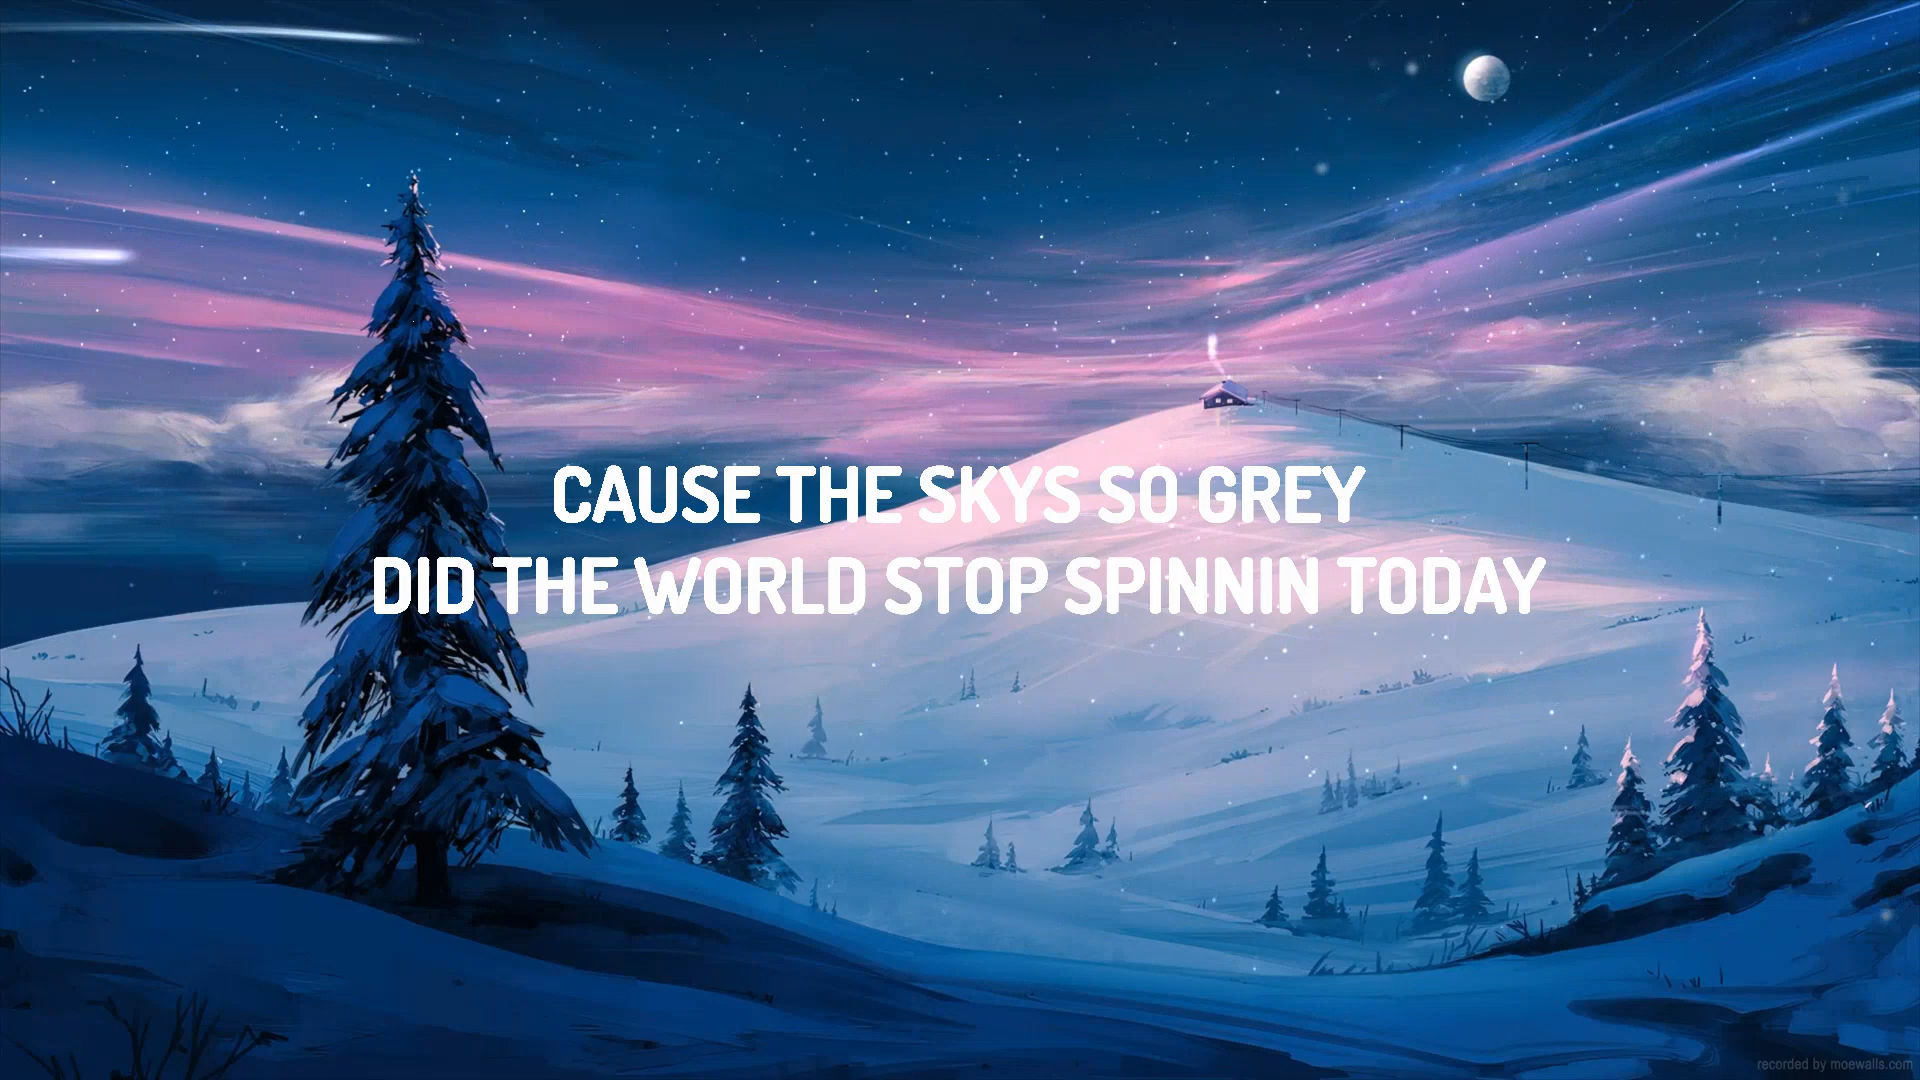 CAUSE THE SKYS SO GREY
DID THE WORLD STOP SPINNIN TODAY
recorded by moewalls.com